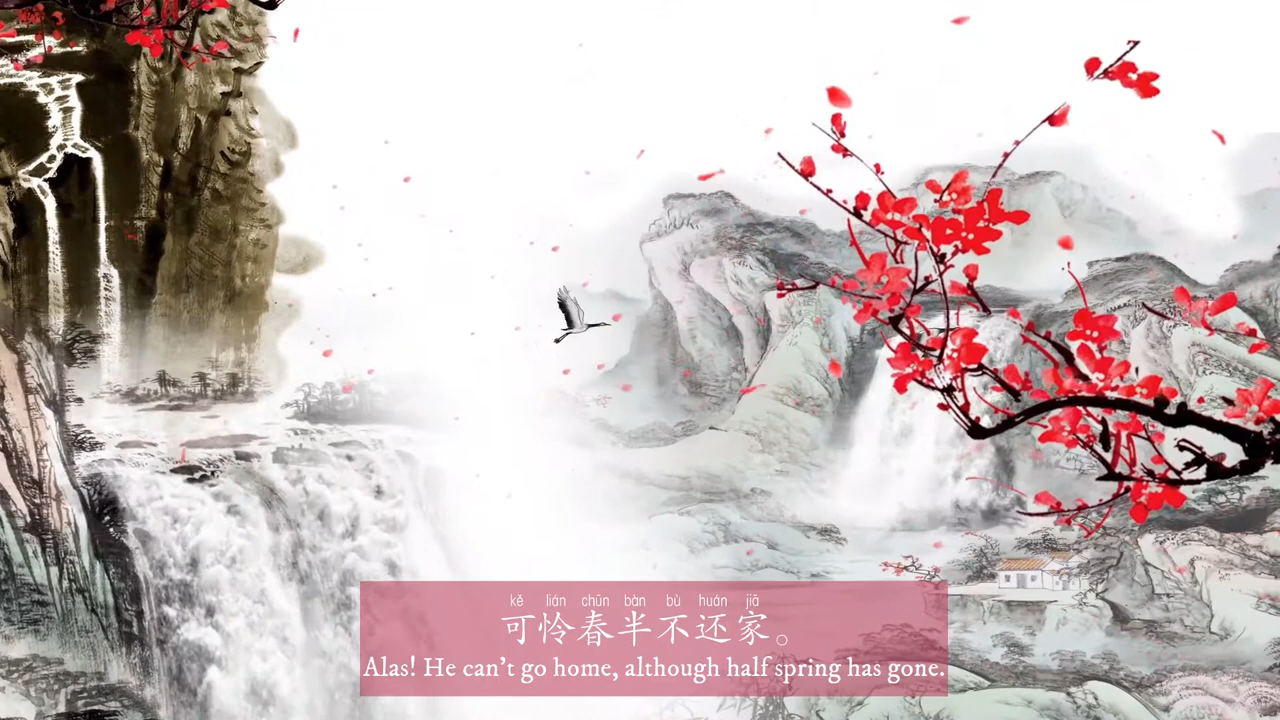 kě lián chūn bàn bù huán jiā
可怜春半不还家。
Alas! He can't go home, although half spring has gone.